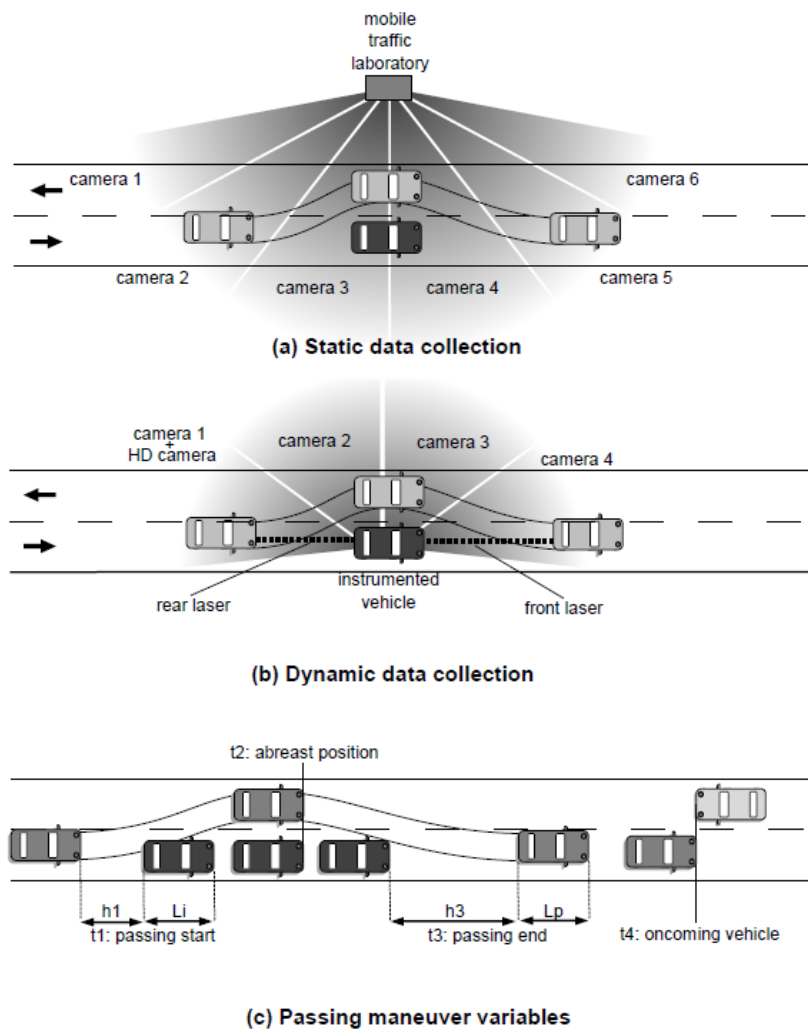 mobile
traffic
laboratory
camera 1
camera 6
camera 2
camera 3
camera 4
camera 5
(a) Static data collection
camera 1
+
HD camera
camera 2
camera 3
camera 4
rear laser
instrumented
vehicle
front laser
(b) Dynamic data collection
t2: abreast position
h1
Li
h3
Lp
t1: passing start
t3: passing end
t4: oncoming vehicle
(c) Passing maneuver variables